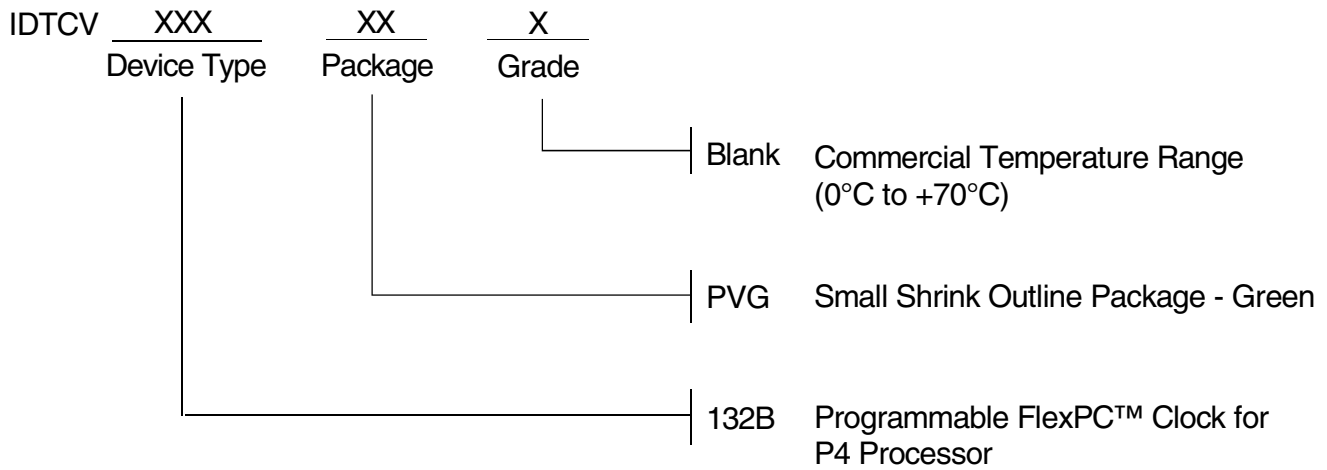 IDTCV XXX XX X
Device Type Package Grade
Blank Commercial Temperature Range
(0°C to +70°C)
PVG Small Shrink Outline Package - Green
132B Programmable FlexPC™ Clock for
P4 Processor